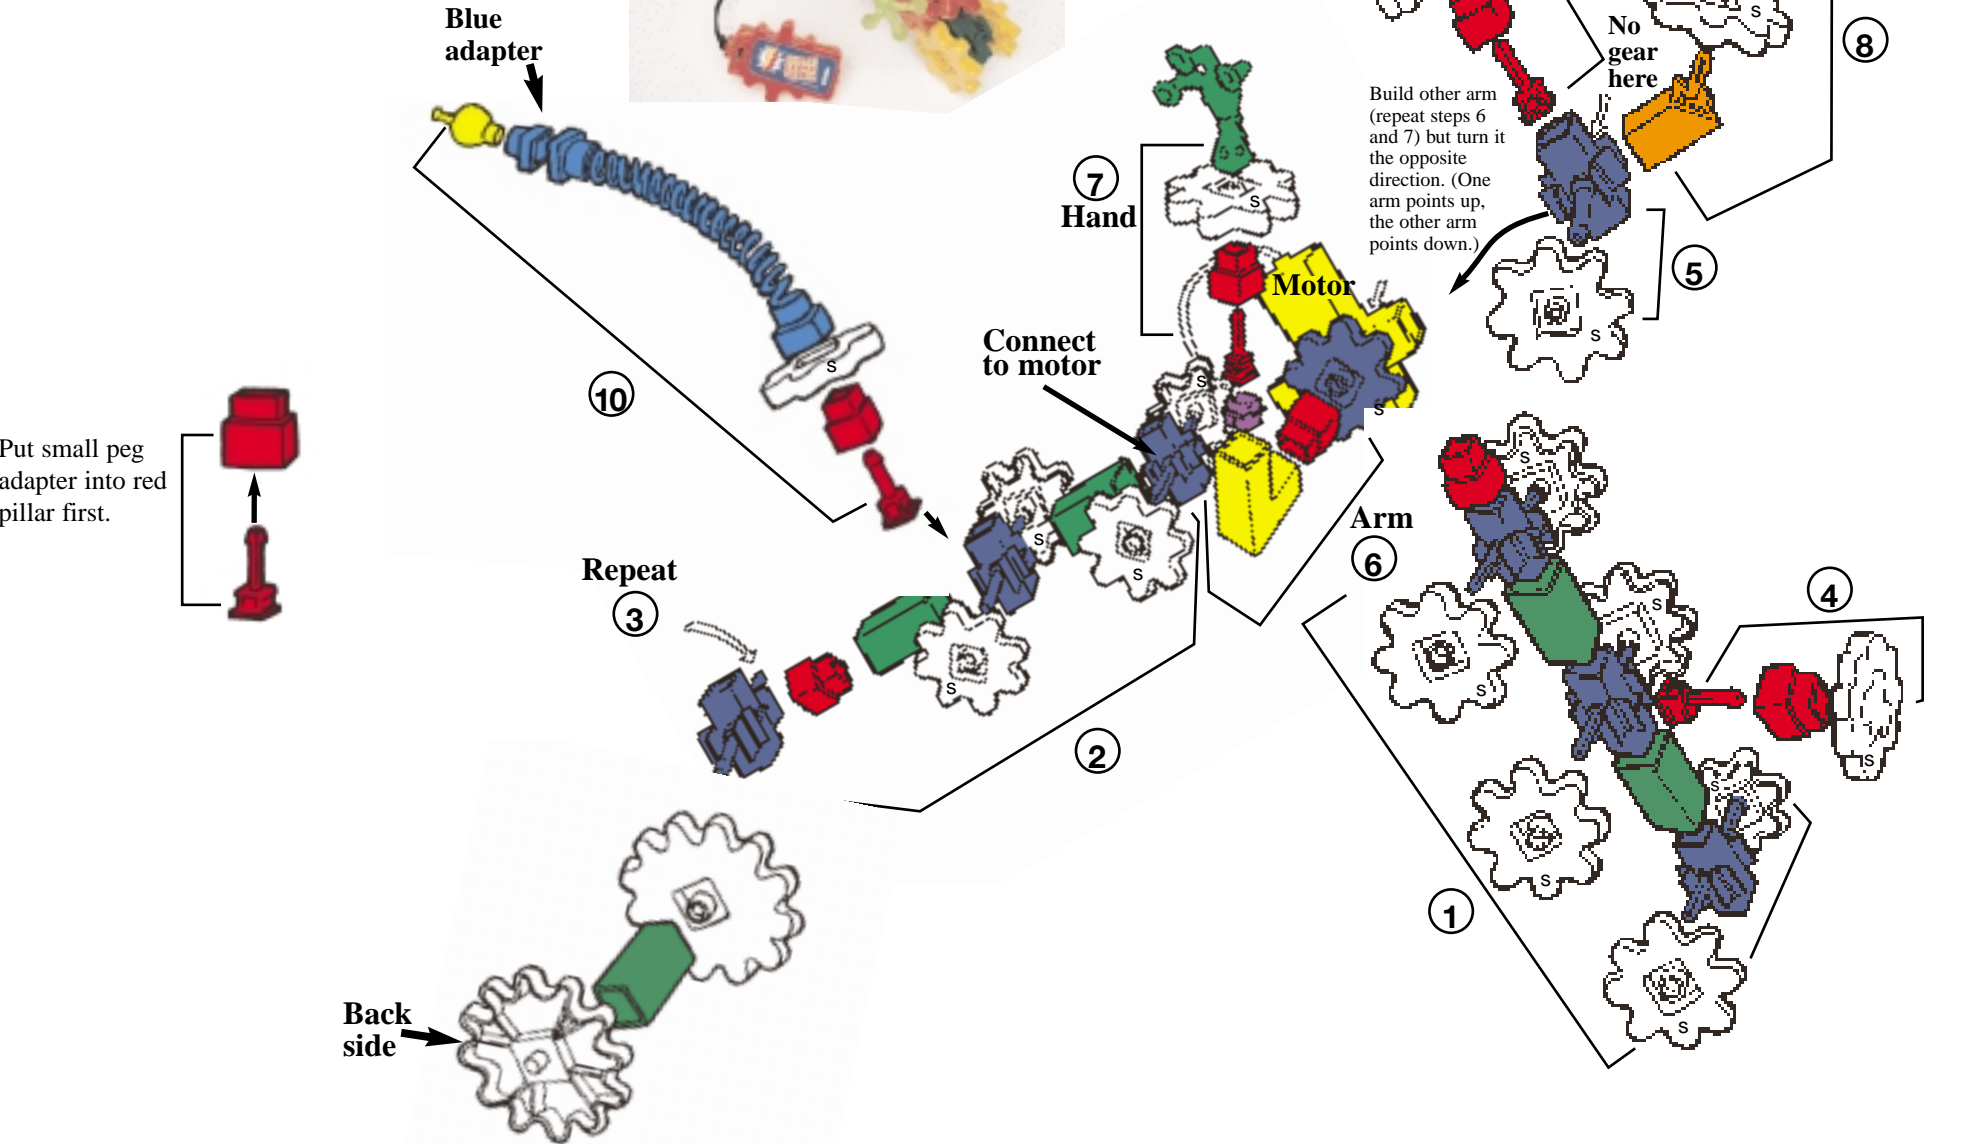 Blue
adapter
No
gear
here
8
S
Build other arm
(repeat steps 6
and 7) but turn it
the opposite
direction. (One
arm points up,
the other arm
points down.)
7
Hand
S
5
S
Motor
Connect
to motor
S
S
S
10
Put small peg
adapter into red
pillar first.
Arm
6
S
S
S
Repeat
3
S
4
S
S
S
S
2
S
1
S
Back
side
S